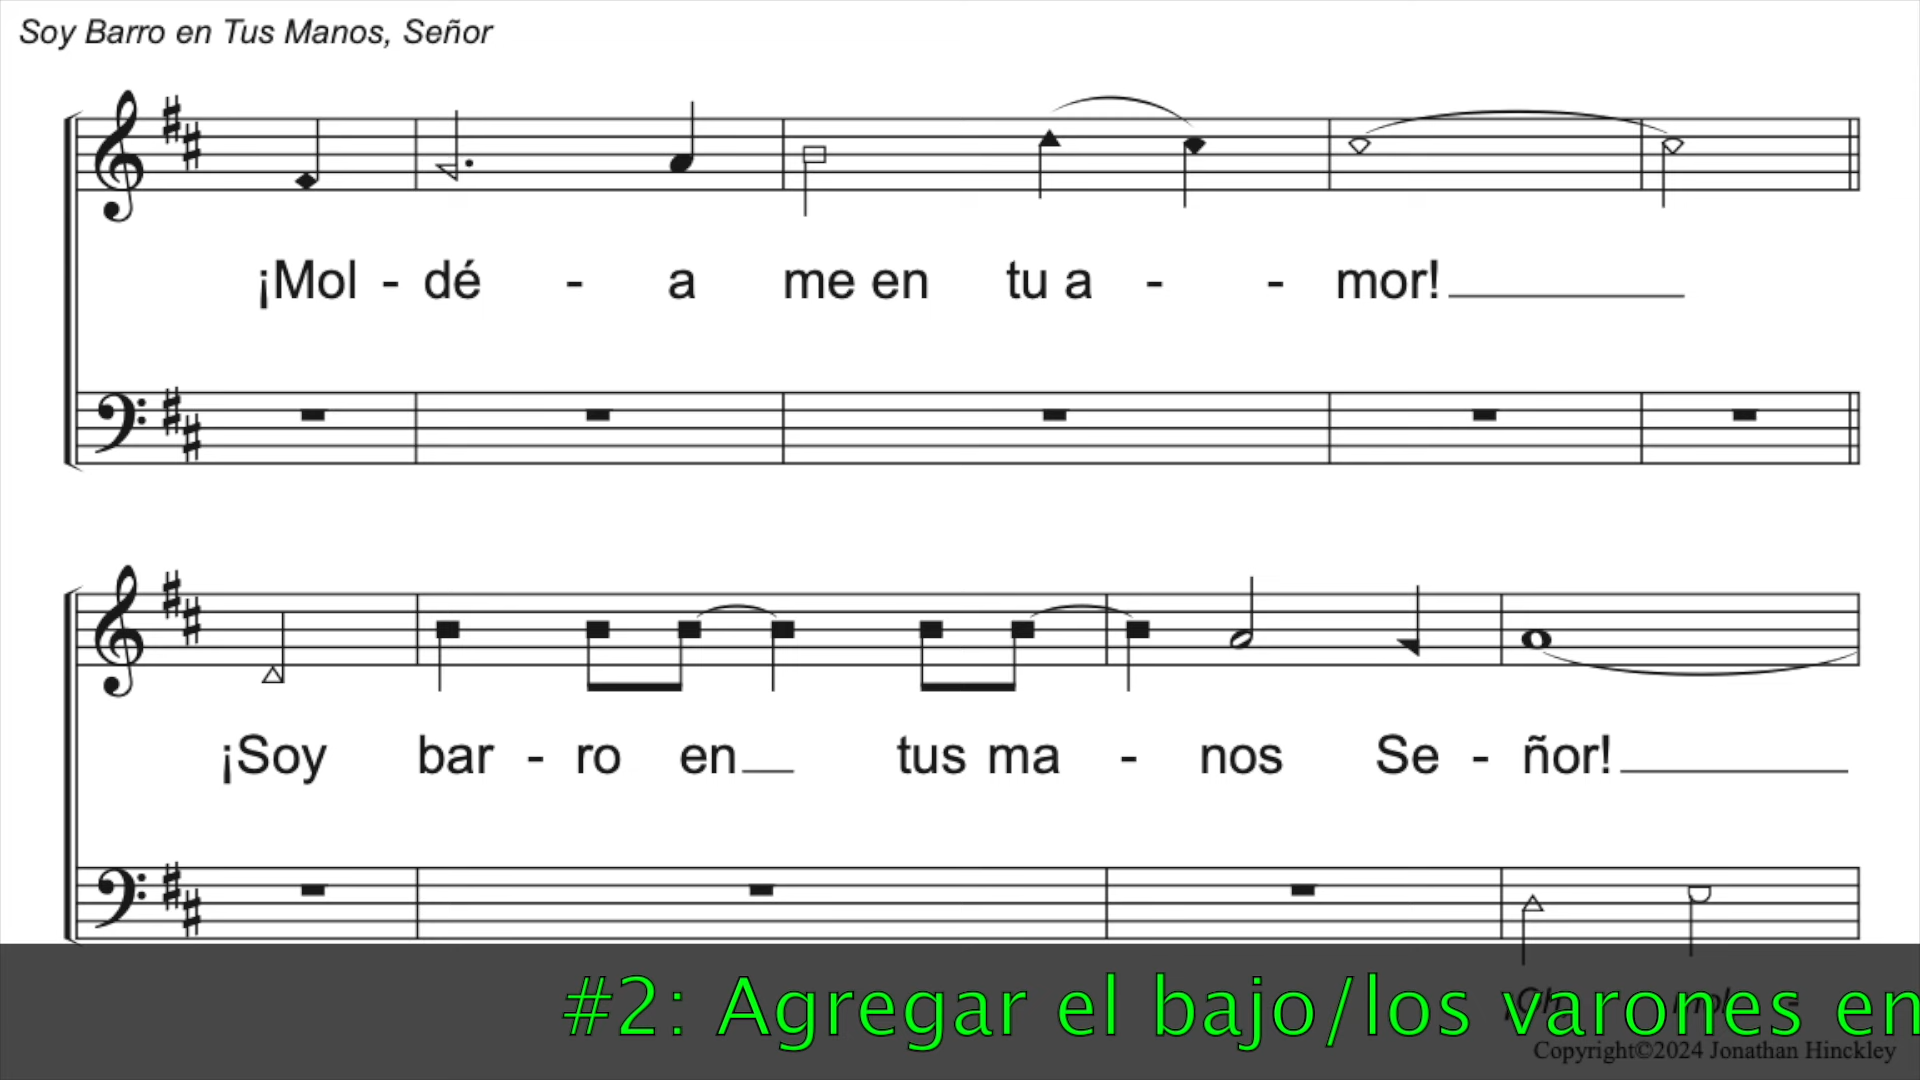 Soy Barro en Tus Manos, Señor
¡Mol - dé - a me en tu a - - mor!
¡Soy bar - ro en tus ma - nos Se - ñor!
#2: Agregar el bajo/los varones en
Copyright©2024 Jonathan Hinckley